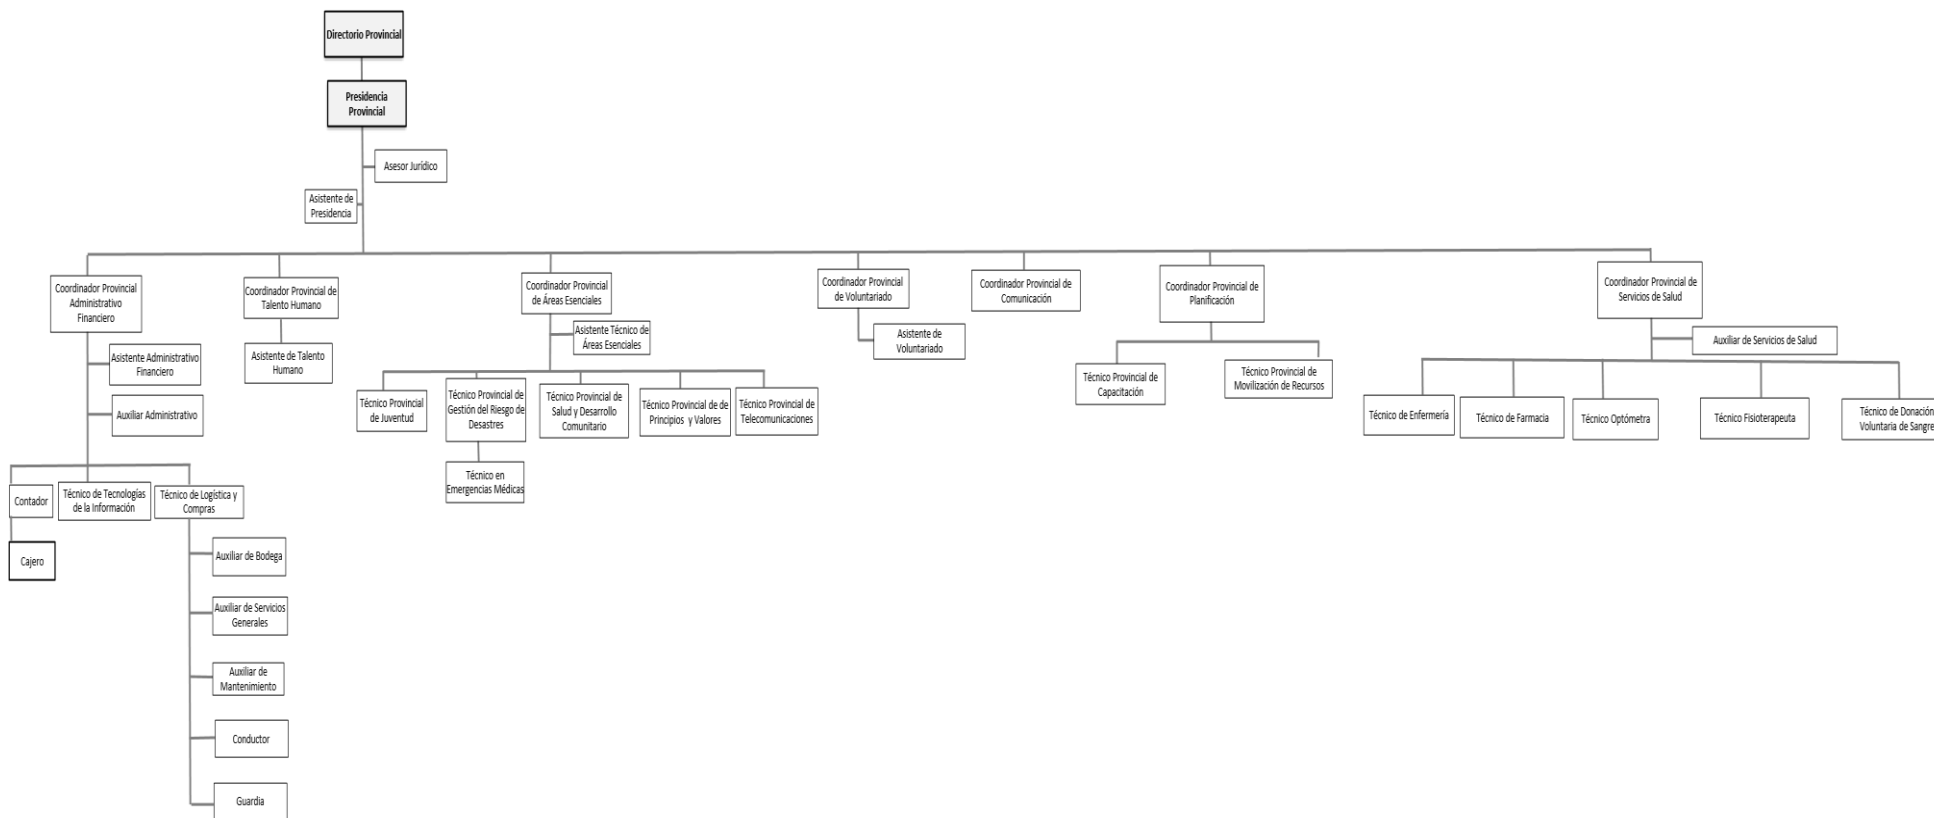 Directorio Provincial
Presidencia
Provincial
Asesor Jurídico
Asistente de
Presidencia
Coordinador Provincial
Administrativo
Financiero
Coordinador Provincial de
Talento Humano
Coordinador Provincial
de Áreas Esenciales
Coordinador Provincial
de Voluntariado
Coordinador Provincial de
Comunicación
Coordinador Provincial de
Planificación
Coordinador Provincial de
Servicios de Salud
Asistente Administrativo
Financiero
Auxiliar Administrativo
Asistente de Talento
Humano
Asistente Técnico de
Áreas Esenciales
Asistente de
Voluntariado
Auxiliar de Servicios de Salud
Técnico Provincial
de Juventud
Técnico Provincial de
Gestión del Riesgo de
Desastres
Técnico Provincial de
Salud y Desarrollo
Comunitario
Técnico Provincial de de
Principios y Valores
Técnico Provincial de
Telecomunicaciones
Técnico Provincial de
Capacitación
Técnico Provincial de
Movilización de Recursos
Técnico de Enfermería
Técnico de Farmacia
Técnico Optómetra
Técnico Fisioterapeuta
Técnico de Donación
Voluntaria de Sangre
Técnico en
Emergencias Médicas
Contador
Técnico de Tecnologías
de la Información
Técnico de Logística y
Compras
Cajero
Auxiliar de Bodega
Auxiliar de Servicios
Generales
Auxiliar de
Mantenimiento
Conductor
Guardia